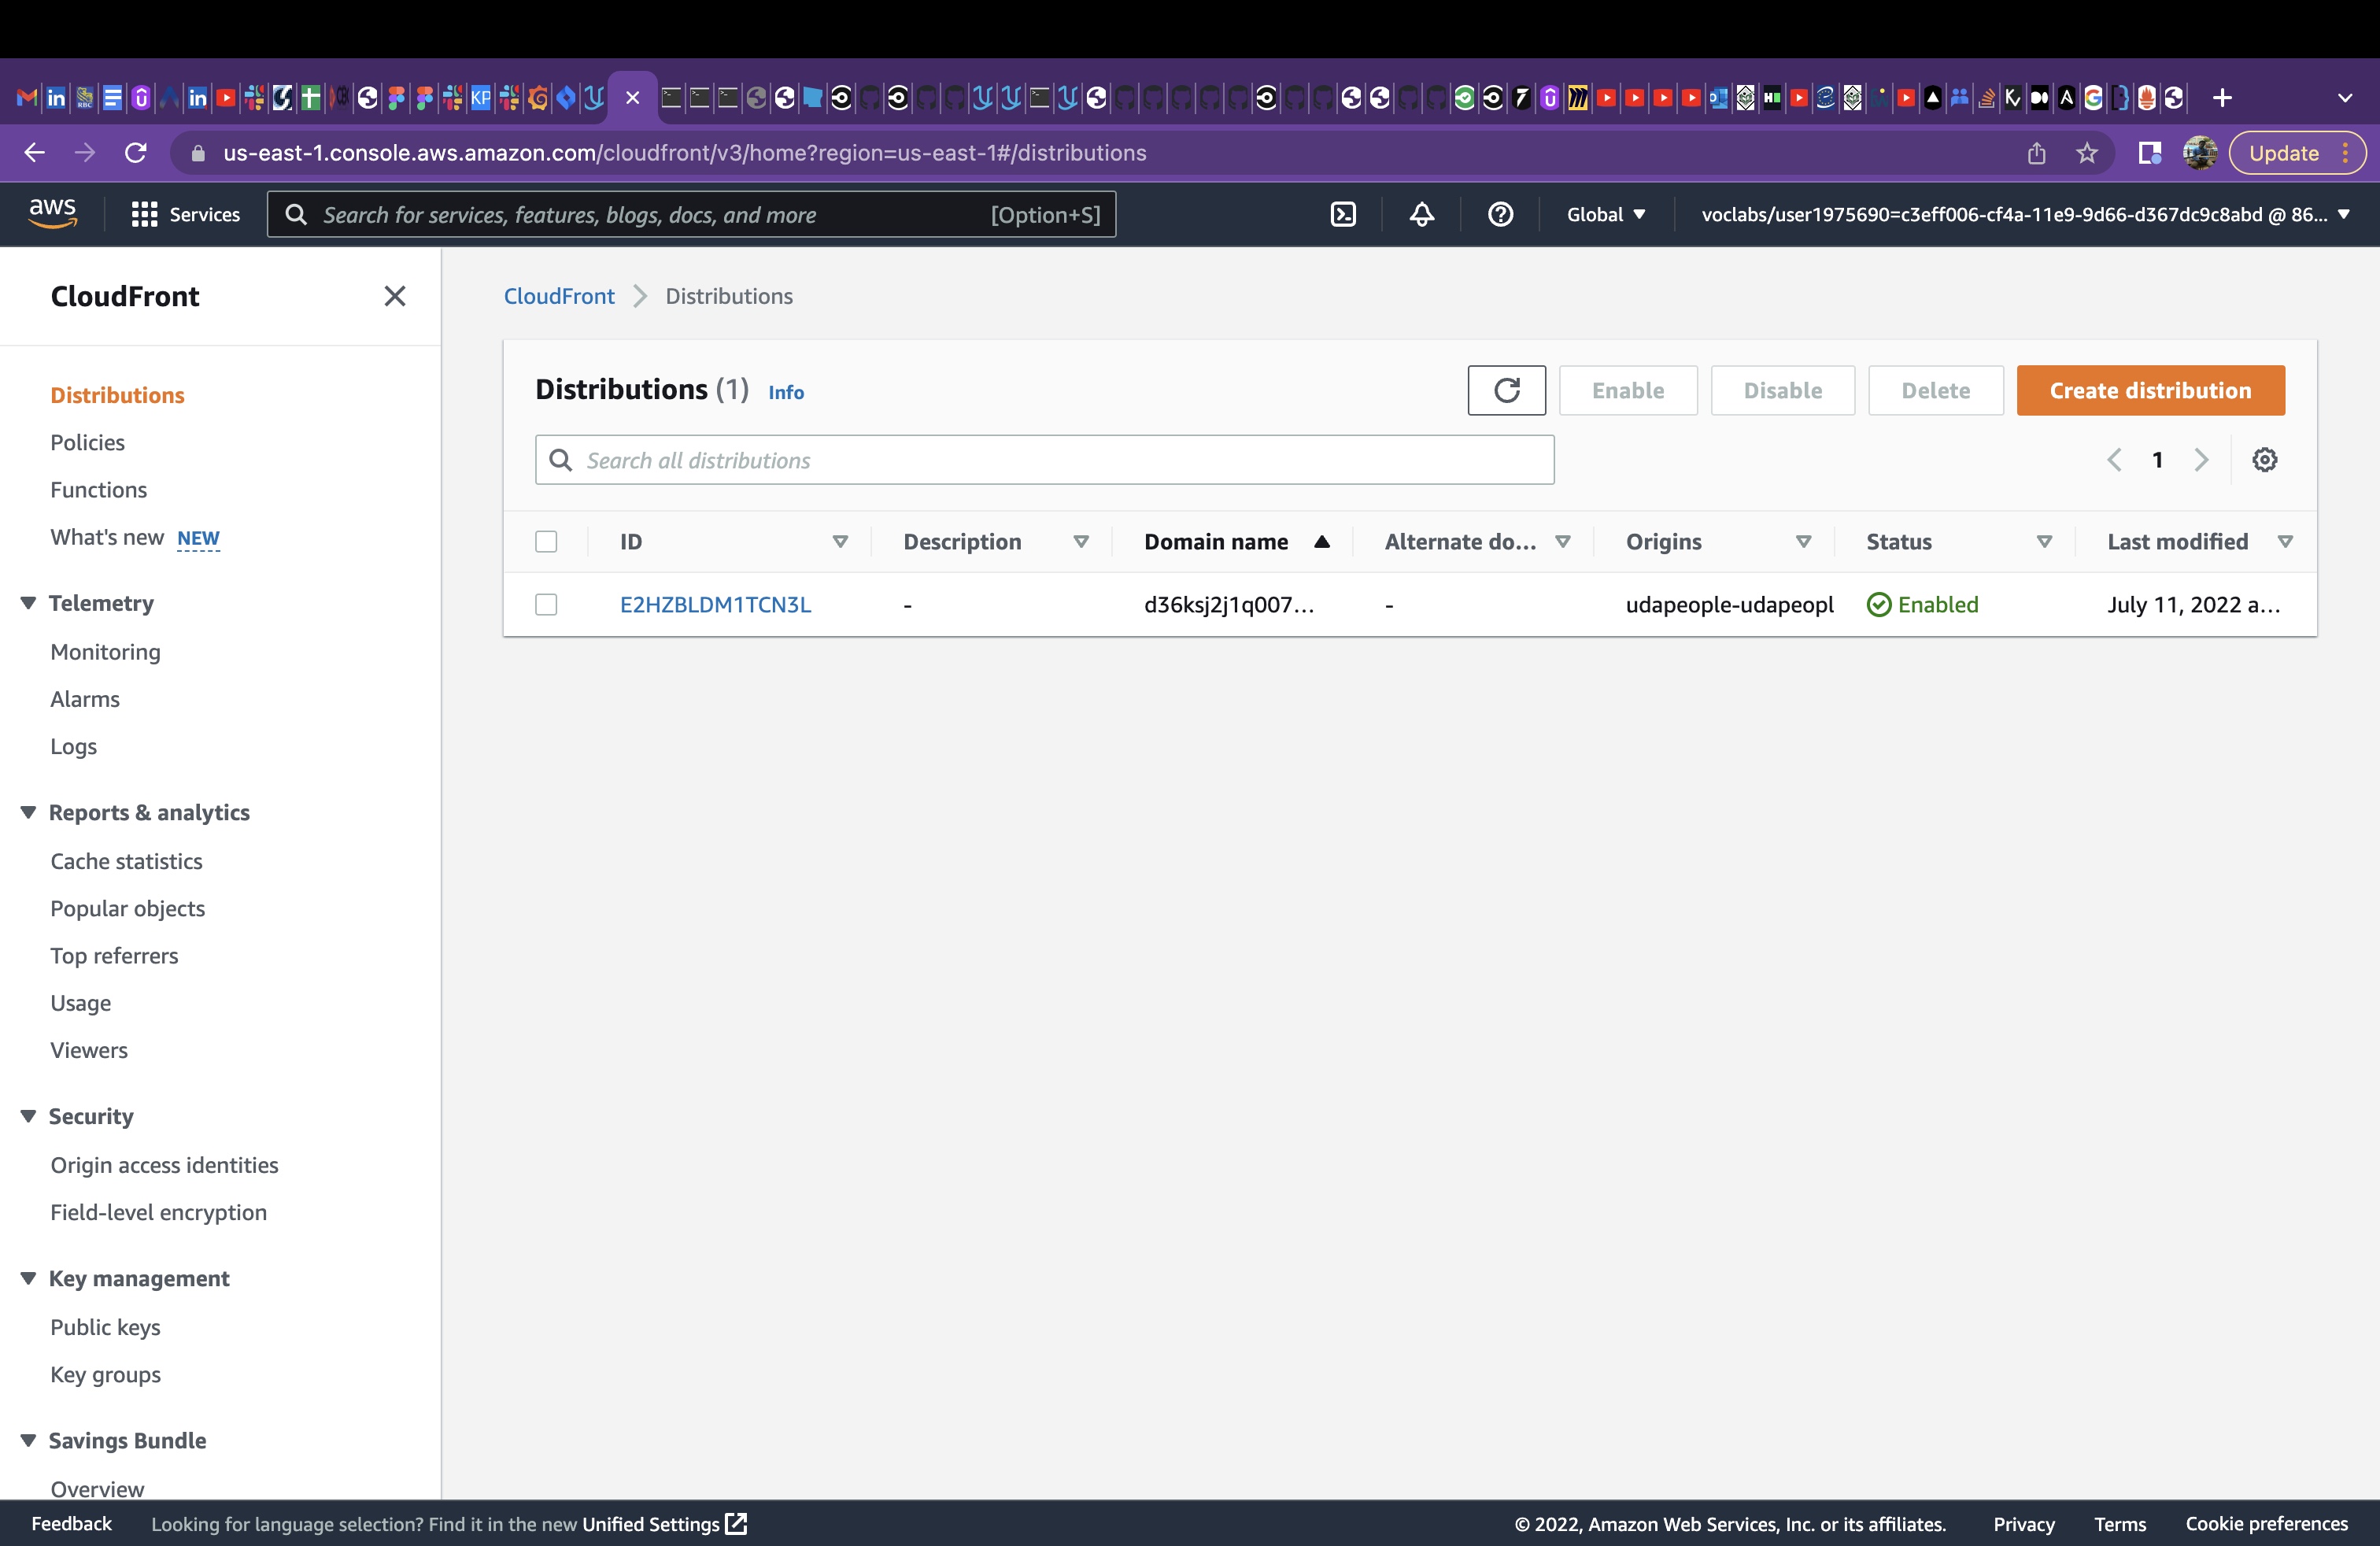 us-east-1.console.aws.amazon.com/cloudfront/v3/home?region=us-east-1#/distributions
Update
aws
Services
Search for services, features, blogs, docs, and more
[Option+S]
Global
voclabs/user1975690=c3eff006-cf4a-11e9-9d66-d367dc9c8abd @ 86...
CloudFront
Distributions
Policies
Functions
What's new NEW
Telemetry
Monitoring
Alarms
Logs
Reports & analytics
Cache statistics
Popular objects
Top referrers
Usage
Viewers
Security
Origin access identities
Field-level encryption
Key management
Public keys
Key groups
Savings Bundle
Overview
CloudFront > Distributions
Distributions (1) Info
Enable
Disable
Delete
Create distribution
Search all distributions
1
ID Description Domain name Alternate do... Origins Status Last modified
E2HZBLDM1TCN3L - d36ksj2j1q007... - udapeople-udapeopl Enabled July 11, 2022 a...
Feedback
Looking for language selection? Find it in the new Unified Settings
© 2022, Amazon Web Services, Inc. or its affiliates.
Privacy
Terms
Cookie preferences